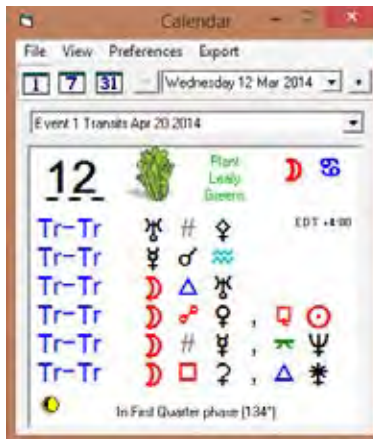 Calendar
File View Preferences Export
1 7 31 Wednesday 12 Mar 2014
Event 1 Transits Apr 20 2014
12 Plant ☽ ♋
Leafy
Greens
EDT +4:00
Tr-Tr ♅ # ⚴
Tr-Tr ☿ ☌ ♒
Tr-Tr ☽ △ ♅
Tr-Tr ☽ ☍ ♀ , ⚼ ☉
Tr-Tr ☽ # ☿ , ⚻ ♆
Tr-Tr ☽ □ ⚳ , △ ⚵
In First Quarter phase (134°)